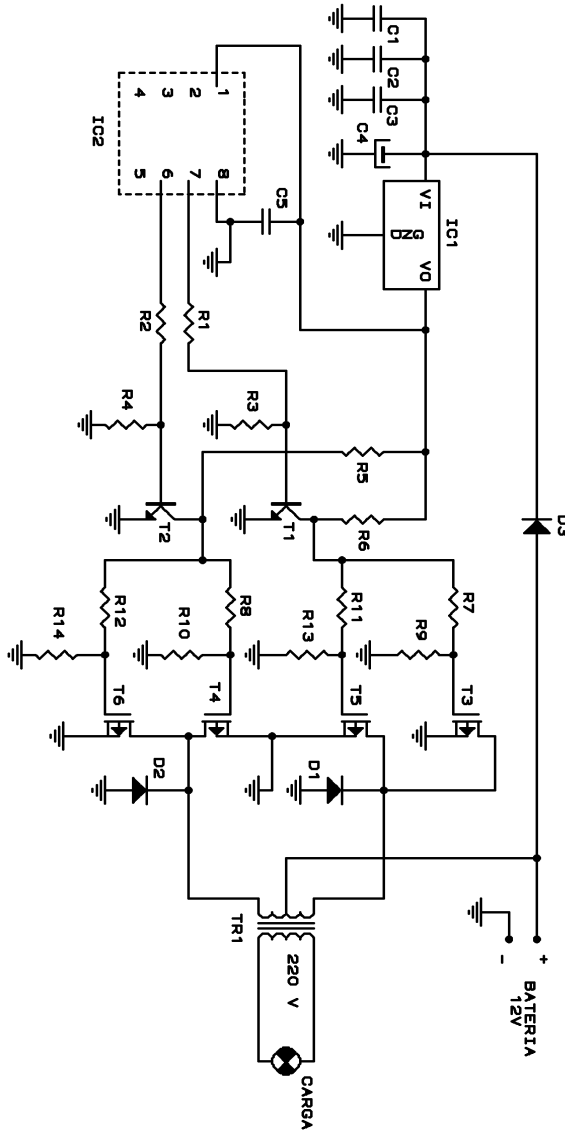 D3
BATERIA
12V
+
-
C1
C2
C3
C4
IC1
VI
GND
VO
R7
R9
T3
R6
R11
R13
T5
R5
T1
D1
C5
R1
R3
R8
R10
T4
1
2
3
4
8
7
6
5
IC2
R2
R4
T2
R12
R14
T6
D2
TR1
220 V
CARGA